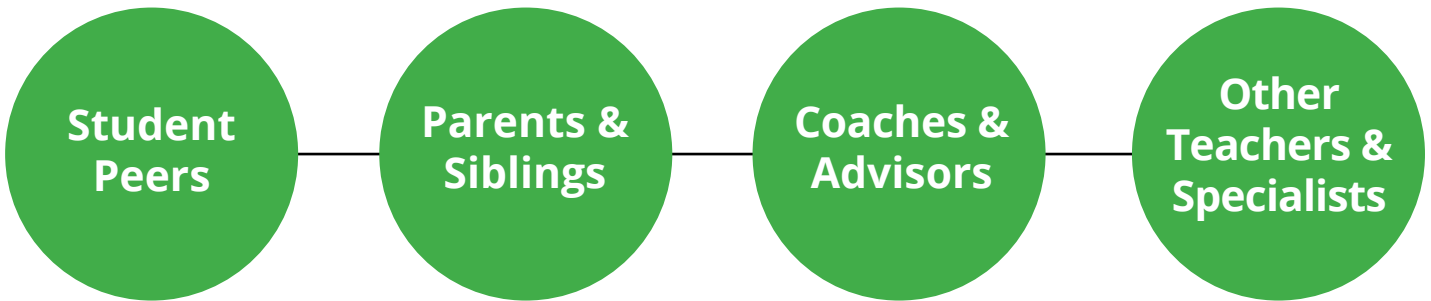 Student
Peers
Parents &
Siblings
Coaches &
Advisors
Other
Teachers &
Specialists